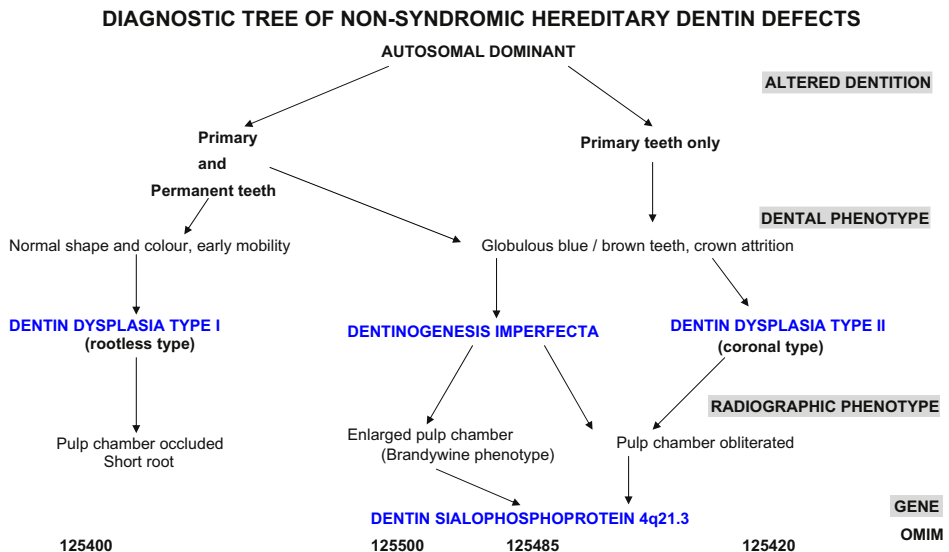 DIAGNOSTIC TREE OF NON-SYNDROMIC HEREDITARY DENTIN DEFECTS
AUTOSOMAL DOMINANT
ALTERED DENTITION
Primary
and
Permanent teeth
Primary teeth only
DENTAL PHENOTYPE
Normal shape and colour, early mobility
Globulous blue / brown teeth, crown attrition
DENTIN DYSPLASIA TYPE I
(rootless type)
DENTINOGENESIS IMPERFECTA
DENTIN DYSPLASIA TYPE II
(coronal type)
RADIOGRAPHIC PHENOTYPE
Pulp chamber occluded
Short root
Enlarged pulp chamber
(Brandywine phenotype)
Pulp chamber obliterated
GENE
DENTIN SIALOPHOSPHOPROTEIN 4q21.3
OMIM
125400 125500 125485 125420